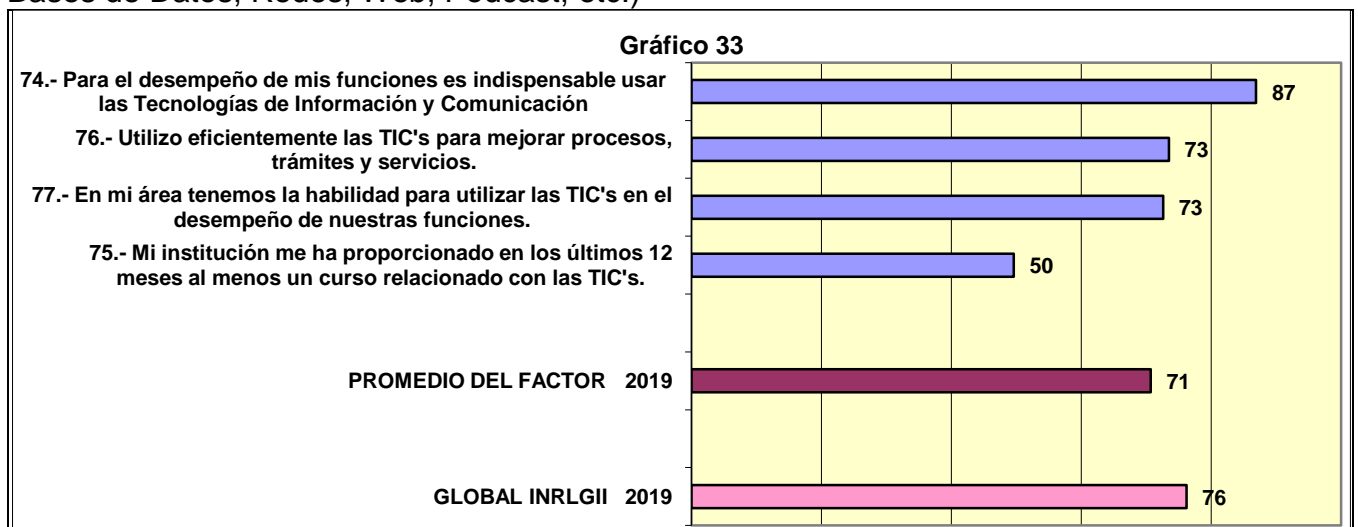 Bases de Datos, Redes, Web, Podcast, etc.)
Gráfico 33
74.- Para el desempeño de mis funciones es indispensable usar
las Tecnologías de Información y Comunicación
87
76.- Utilizo eficientemente las TIC's para mejorar procesos,
trámites y servicios.
73
77.- En mi área tenemos la habilidad para utilizar las TIC's en el
desempeño de nuestras funciones.
73
75.- Mi institución me ha proporcionado en los últimos 12
meses al menos un curso relacionado con las TIC's.
50
PROMEDIO DEL FACTOR 2019
71
GLOBAL INRLGII 2019
76